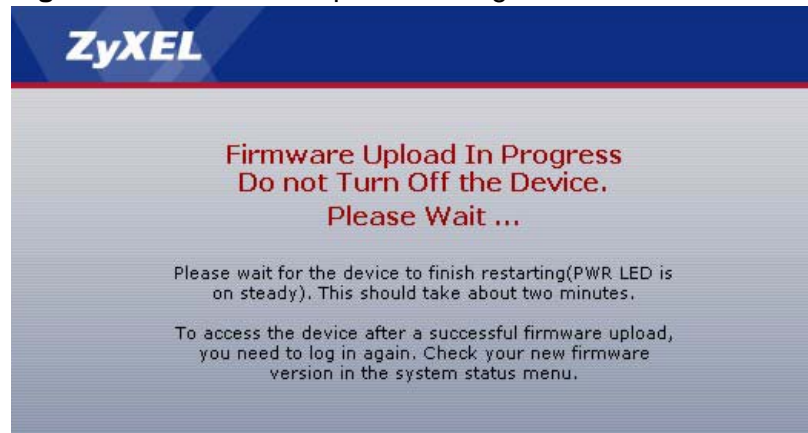 ZyXEL
Firmware Upload In Progress
Do not Turn Off the Device.
Please Wait ...
Please wait for the device to finish restarting(PWR LED is
on steady). This should take about two minutes.
To access the device after a successful firmware upload,
you need to log in again. Check your new firmware
version in the system status menu.